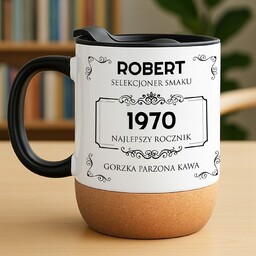 ROBERT
SELEKCJONER SMAKU
1970
NAJLEPSZY ROCZNIK
GORZKA PARZONA KAWA